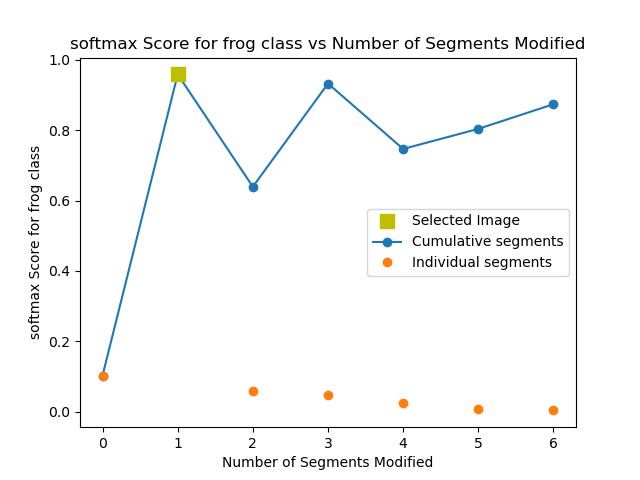 softmax Score for frog class vs Number of Segments Modified
softmax Score for frog class
1.0
0.8
0.6
0.4
0.2
0.0
Selected Image
Cumulative segments
Individual segments
0 1 2 3 4 5 6
Number of Segments Modified